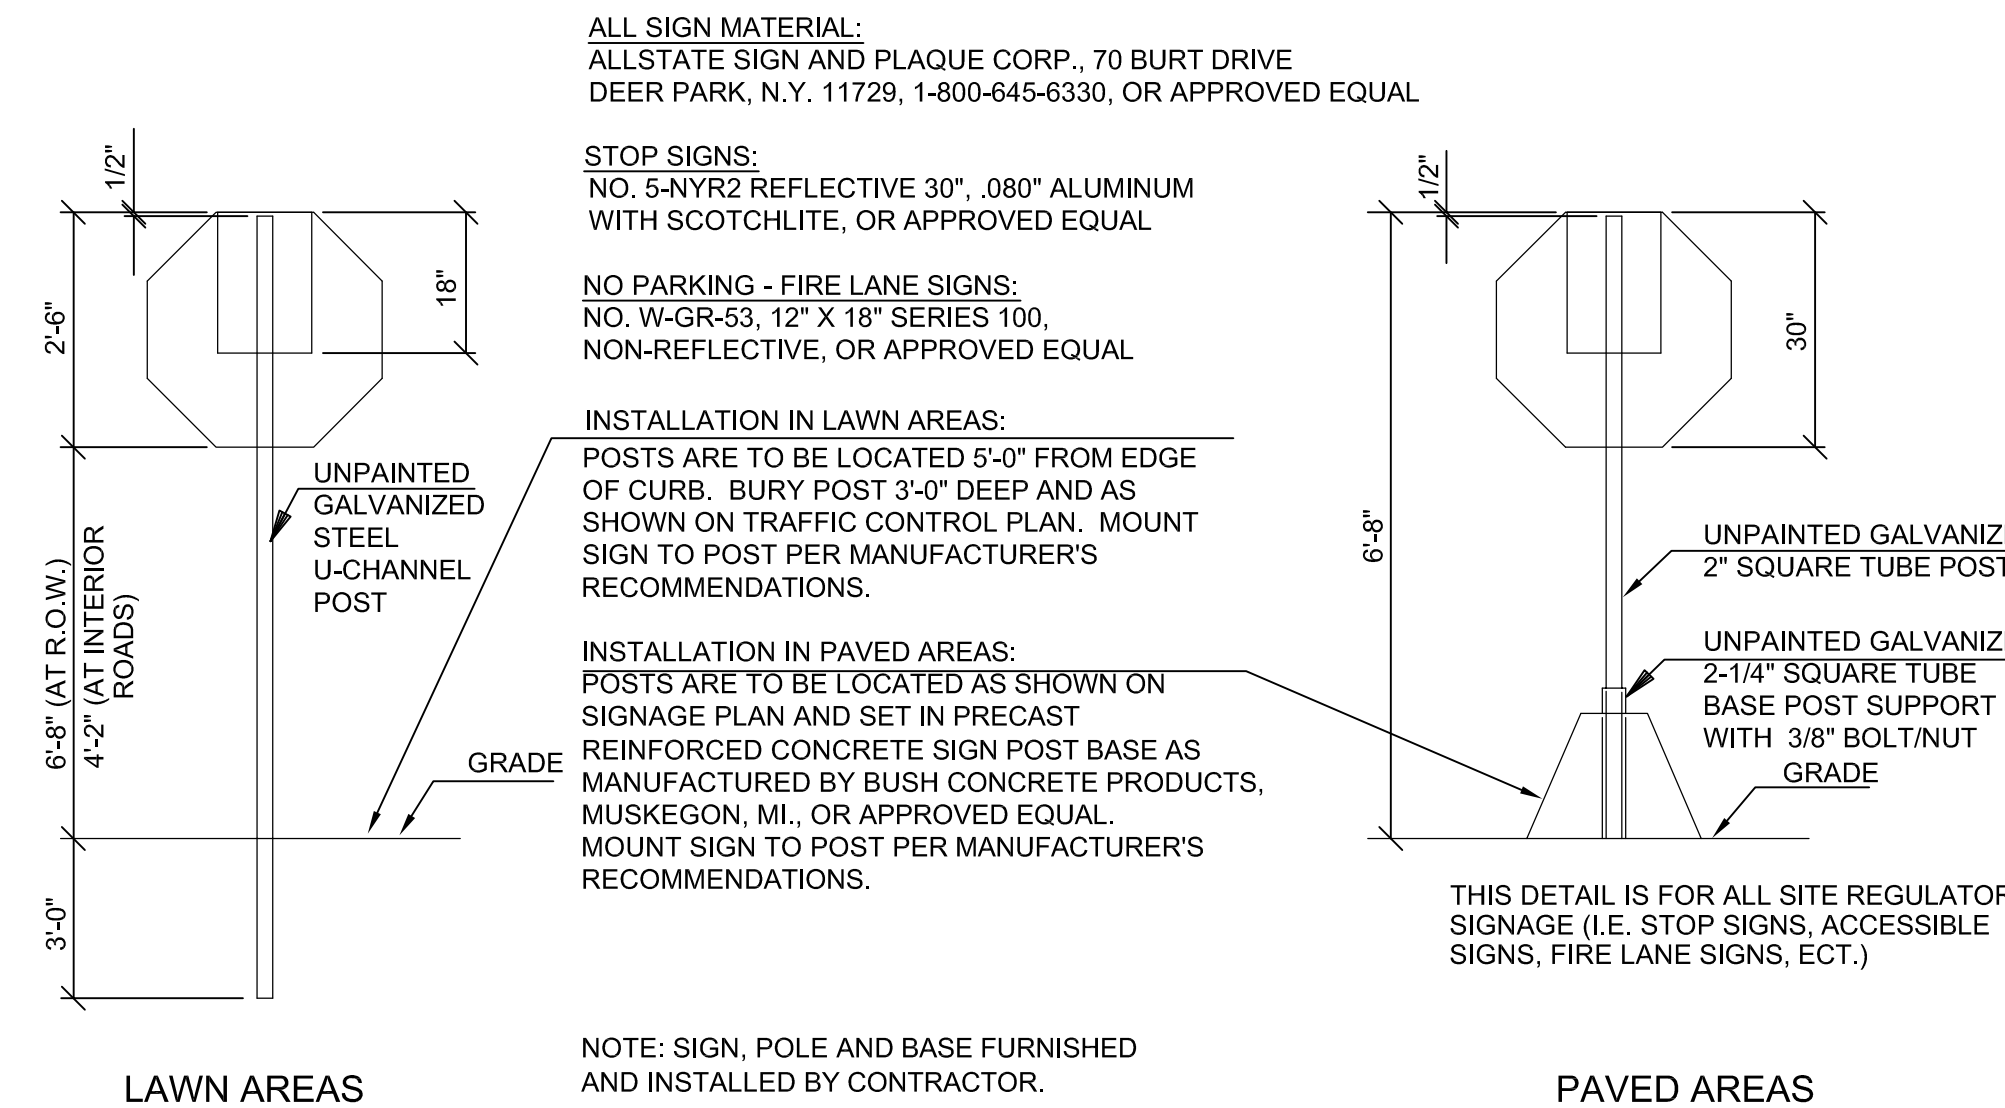 ALL SIGN MATERIAL:
ALLSTATE SIGN AND PLAQUE CORP., 70 BURT DRIVE
DEER PARK, N.Y. 11729, 1-800-645-6330, OR APPROVED EQUAL
STOP SIGNS:
NO. 5-NYR2 REFLECTIVE 30", .080" ALUMINUM
WITH SCOTCHLITE, OR APPROVED EQUAL
NO PARKING - FIRE LANE SIGNS:
NO. W-GR-53, 12" X 18" SERIES 100,
NON-REFLECTIVE, OR APPROVED EQUAL
INSTALLATION IN LAWN AREAS:
POSTS ARE TO BE LOCATED 5'-0" FROM EDGE
OF CURB. BURY POST 3'-0" DEEP AND AS
SHOWN ON TRAFFIC CONTROL PLAN. MOUNT
SIGN TO POST PER MANUFACTURER'S
RECOMMENDATIONS.
INSTALLATION IN PAVED AREAS:
POSTS ARE TO BE LOCATED AS SHOWN ON
SIGNAGE PLAN AND SET IN PRECAST
REINFORCED CONCRETE SIGN POST BASE AS
MANUFACTURED BY BUSH CONCRETE PRODUCTS,
MUSKEGON, MI., OR APPROVED EQUAL.
MOUNT SIGN TO POST PER MANUFACTURER'S
RECOMMENDATIONS.
NOTE: SIGN, POLE AND BASE FURNISHED
AND INSTALLED BY CONTRACTOR.
1/2"
2'-6"
18"
6'-8" (AT R.O.W.)
4'-2" (AT INTERIOR
ROADS)
3'-0"
UNPAINTED
GALVANIZED
STEEL
U-CHANNEL
POST
GRADE
LAWN AREAS
1/2"
30"
6'-8"
UNPAINTED
2" SQUARE TUBE POST
UNPAINTED
2-1/4" SQUARE TUBE
BASE POST SUPPORT
WITH 3/8" BOLT/NUT
GRADE
THIS DETAIL IS FOR ALL SITE
SIGNAGE (I.E. STOP SIGNS, ACCESSIBLE
SIGNS, FIRE LANE SIGNS, ECT.)
PAVED AREAS